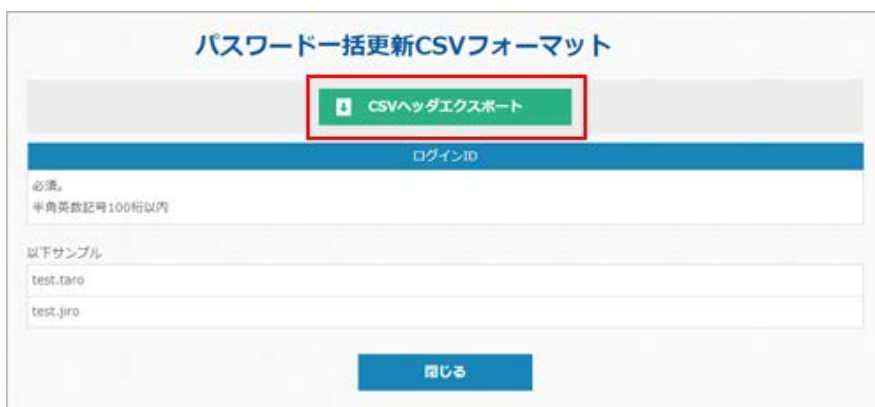 パスワード一括更新CSVフォーマット
CSVヘッダエクスポート
ログインID
必須。
半角英数記号100桁以内
以下サンプル
test.taro
test.jiro
閉じる